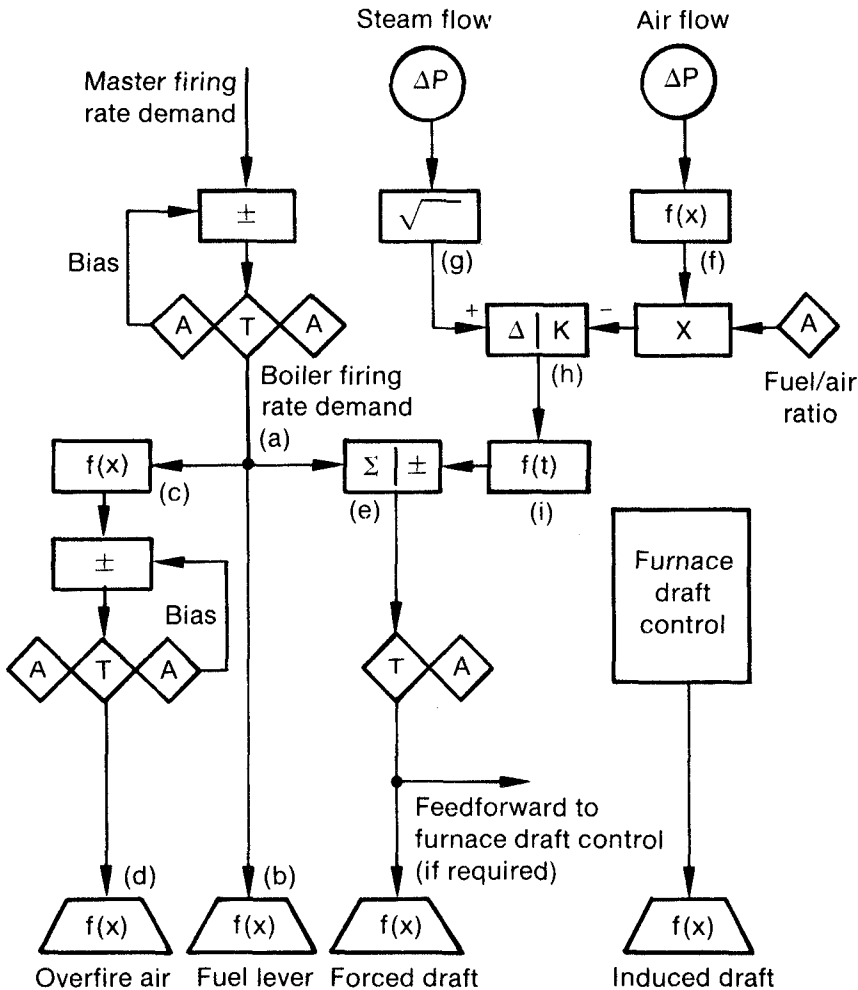 Steam flow
Air flow
ΔP
ΔP
Master firing
rate demand
±
√
f(x)
Bias
(g)
(f)
A
T
A
+
Δ | K
−
X
A
Boiler firing
rate demand
(h)
Fuel/air
ratio
(a)
f(x)
Σ | ±
f(t)
(c)
(e)
(i)
±
Furnace
draft
control
Bias
A
T
A
T
A
Feedforward to
furnace draft control
(if required)
(d)
(b)
f(x)
f(x)
f(x)
f(x)
Overfire air
Fuel lever
Forced draft
Induced draft